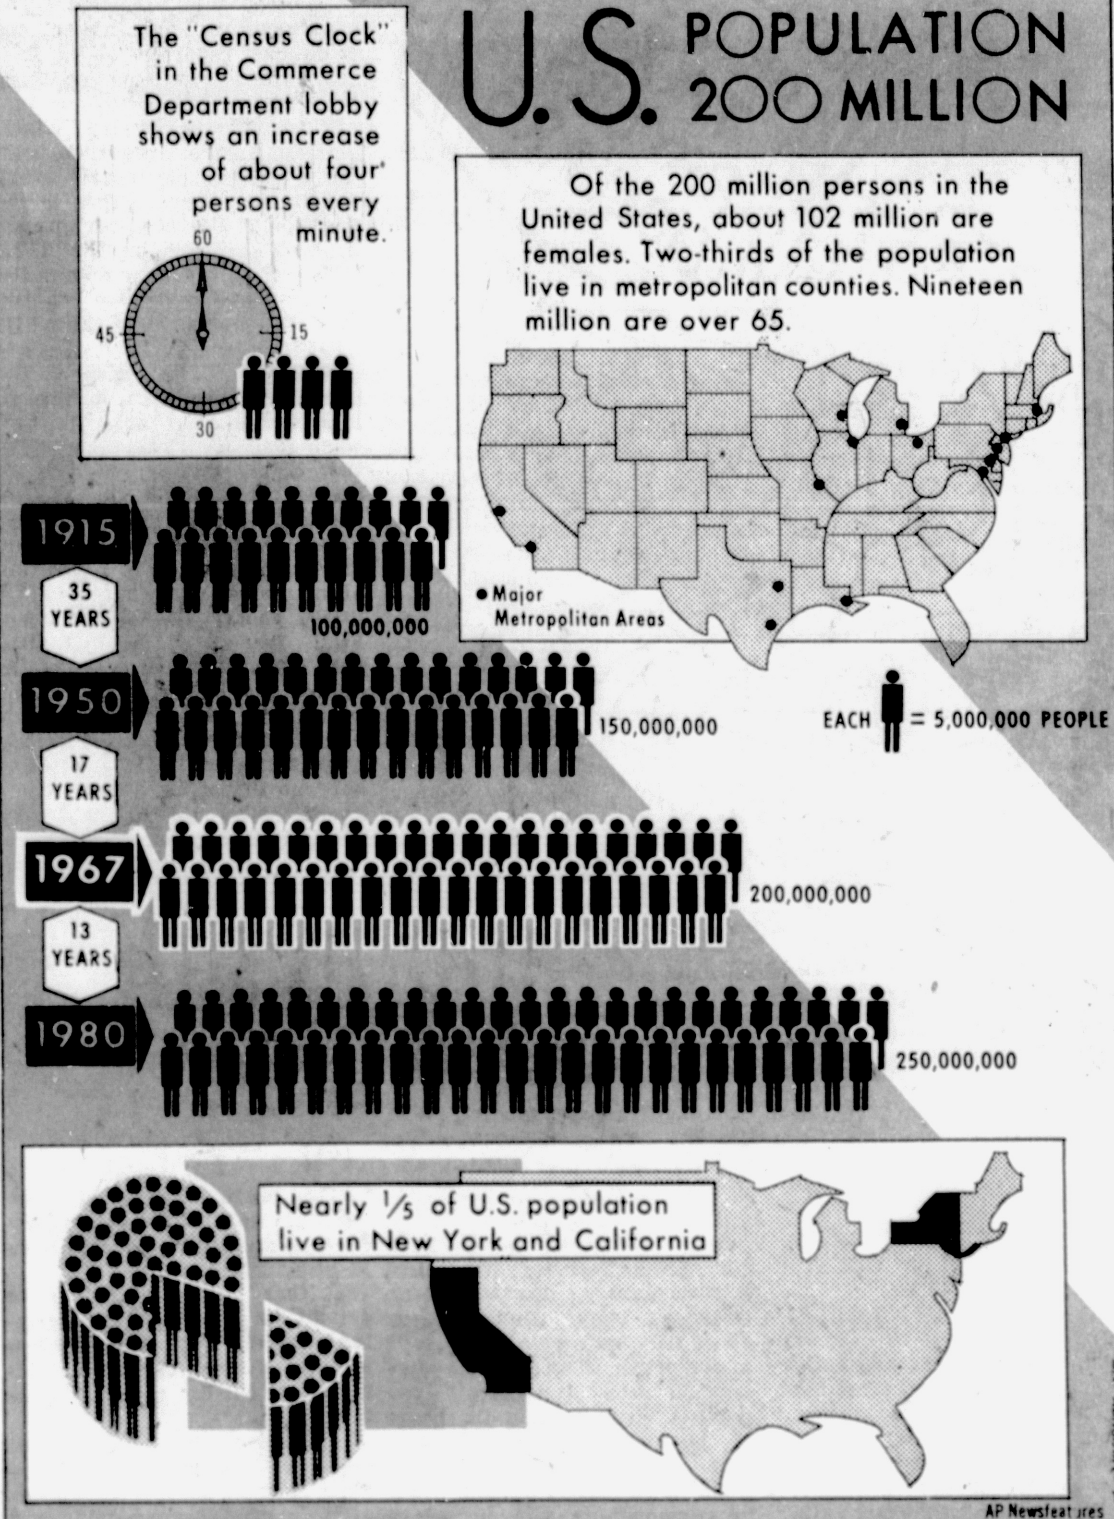 The "Census Clock"
in the Commerce
Department lobby
shows an increase
of about four
persons every
minute.
60
45
15
30
U.S. POPULATION
200 MILLION
Of the 200 million persons in the
United States, about 102 million are
females. Two-thirds of the population
live in metropolitan counties. Nineteen
million are over 65.
Major
Metropolitan Areas
1915
100,000,000
35
YEARS
1950
150,000,000
EACH = 5,000,000 PEOPLE
17
YEARS
1967
200,000,000
13
YEARS
1980
250,000,000
Nearly 1/5 of U.S. population
live in New York and California
AP Newsfeatures